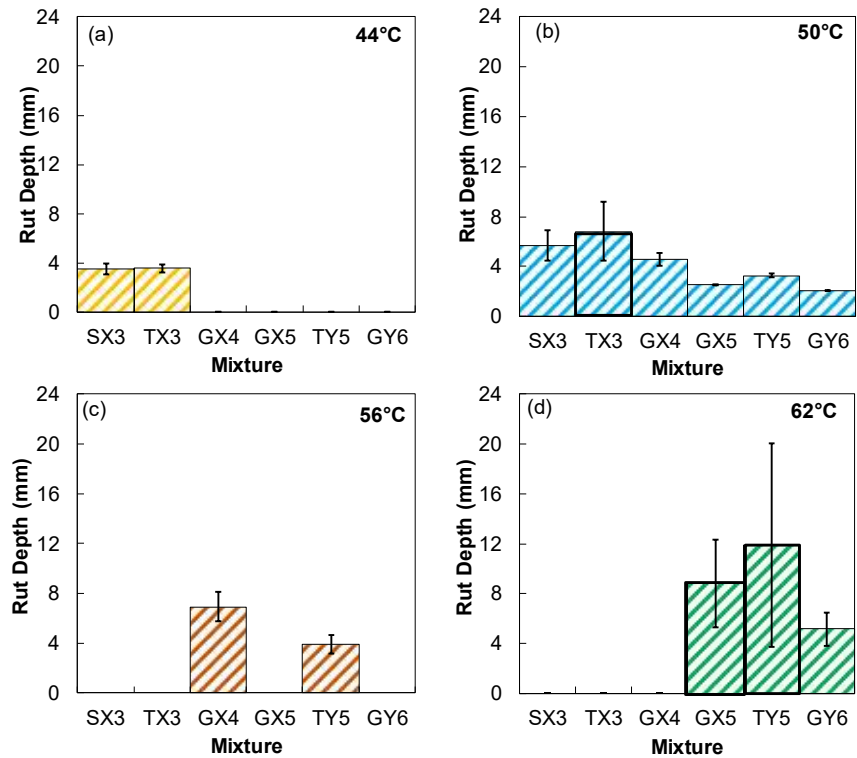 (a) 44°C
24
20
16
12
8
4
0
Rut Depth (mm)
SX3 TX3 GX4 GX5 TY5 GY6
Mixture
(b) 50°C
24
20
16
12
8
4
0
Rut Depth (mm)
SX3 TX3 GX4 GX5 TY5 GY6
Mixture
(c) 56°C
24
20
16
12
8
4
0
Rut Depth (mm)
SX3 TX3 GX4 GX5 TY5 GY6
Mixture
(d) 62°C
24
20
16
12
8
4
0
Rut Depth (mm)
SX3 TX3 GX4 GX5 TY5 GY6
Mixture